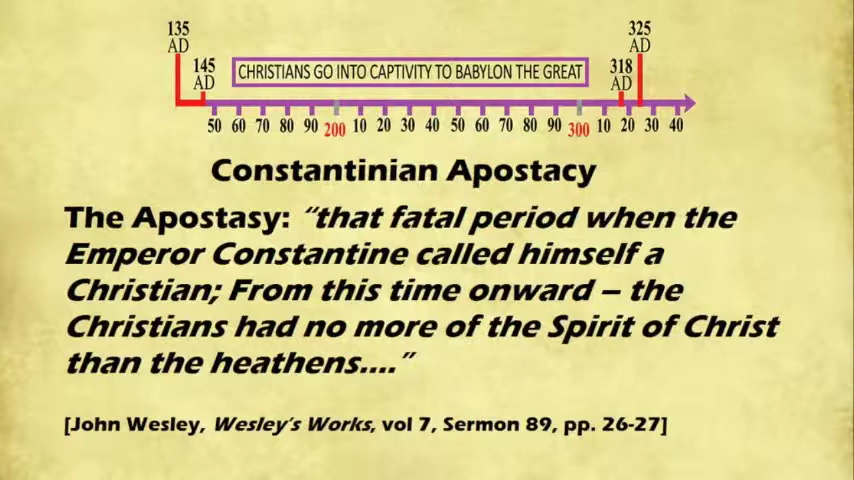 135
AD
325
AD
145
AD
CHRISTIANS GO INTO CAPTIVITY TO BABYLON THE GREAT
318
AD
50 60 70 80 90 200 10 20 30 40 50 60 70 80 90 300 10 20 30 40
Constantinian Apostacy
The Apostasy: “that fatal period when the
Emperor Constantine called himself a
Christian; From this time onward – the
Christians had no more of the Spirit of Christ
than the heathens....”
[John Wesley, Wesley’s Works, vol 7, Sermon 89, pp. 26-27]